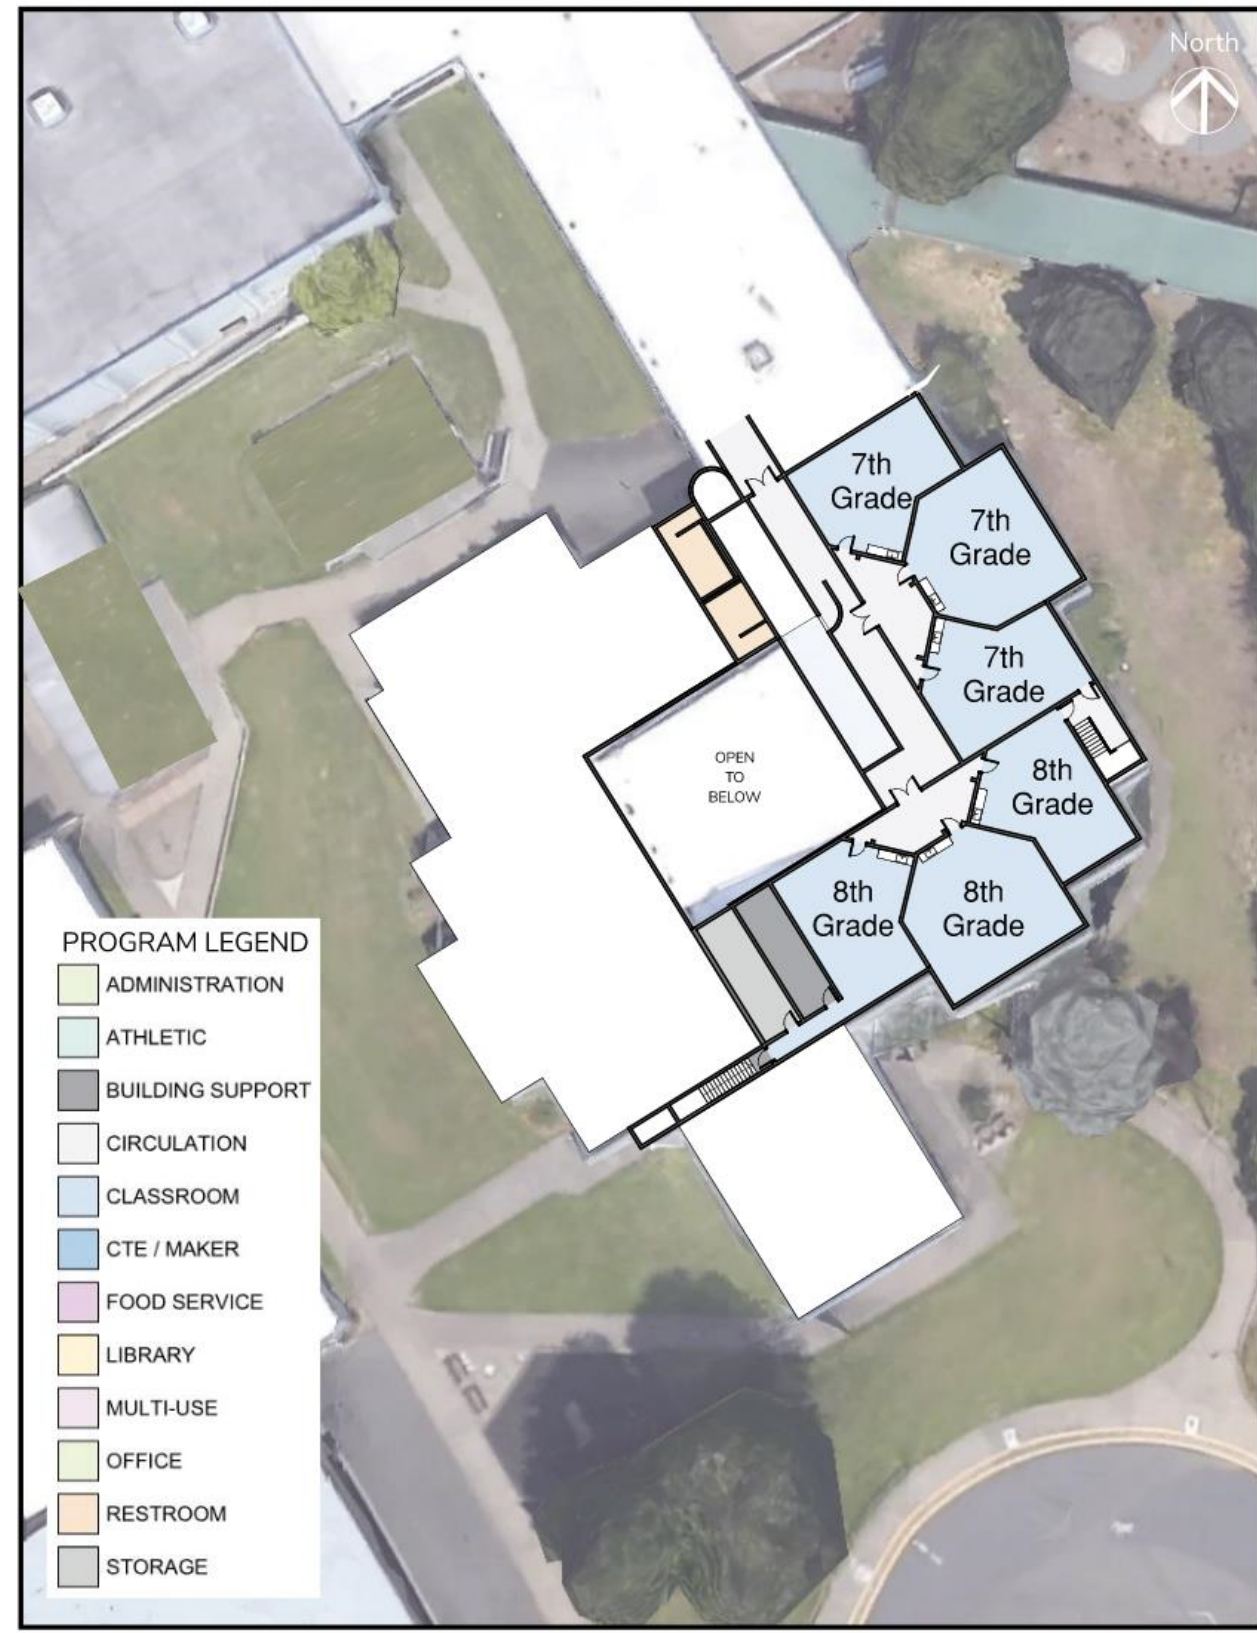 North
7th
Grade
7th
Grade
7th
Grade
OPEN
TO
BELOW
8th
Grade
8th
Grade
8th
Grade
PROGRAM LEGEND
ADMINISTRATION
ATHLETIC
BUILDING SUPPORT
CIRCULATION
CLASSROOM
CTE / MAKER
FOOD SERVICE
LIBRARY
MULTI-USE
OFFICE
RESTROOM
STORAGE